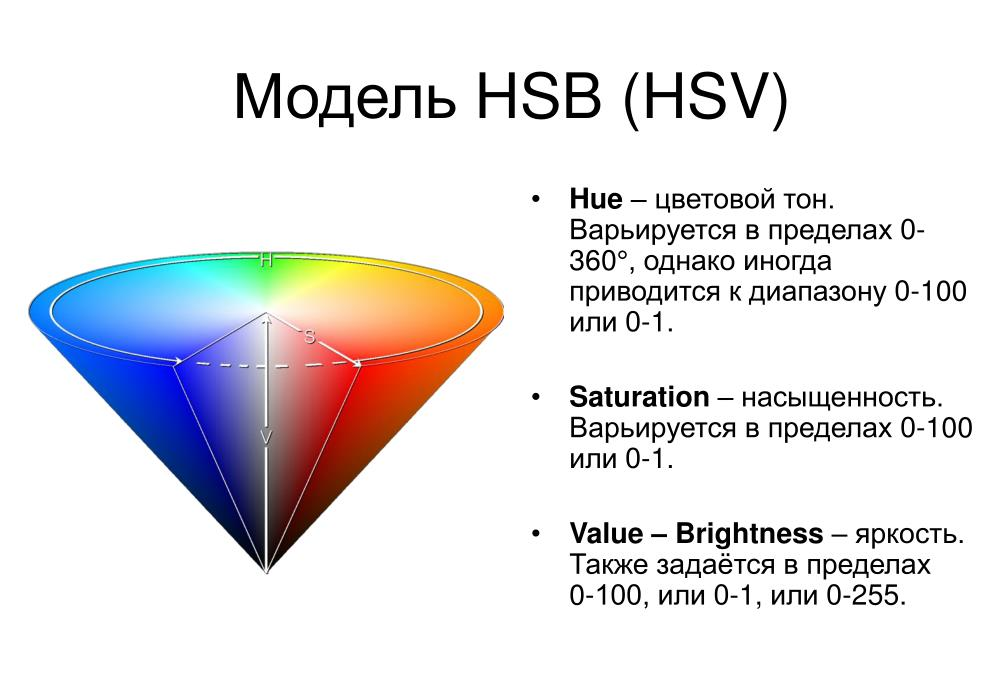 Модель HSB (HSV)
H
S
V
• Hue – цветовой тон.
Варьируется в пределах 0-
360°, однако иногда
приводится к диапазону 0-100
или 0-1.
• Saturation – насыщенность.
Варьируется в пределах 0-100
или 0-1.
• Value – Brightness – яркость.
Также задаётся в пределах
0-100, или 0-1, или 0-255.